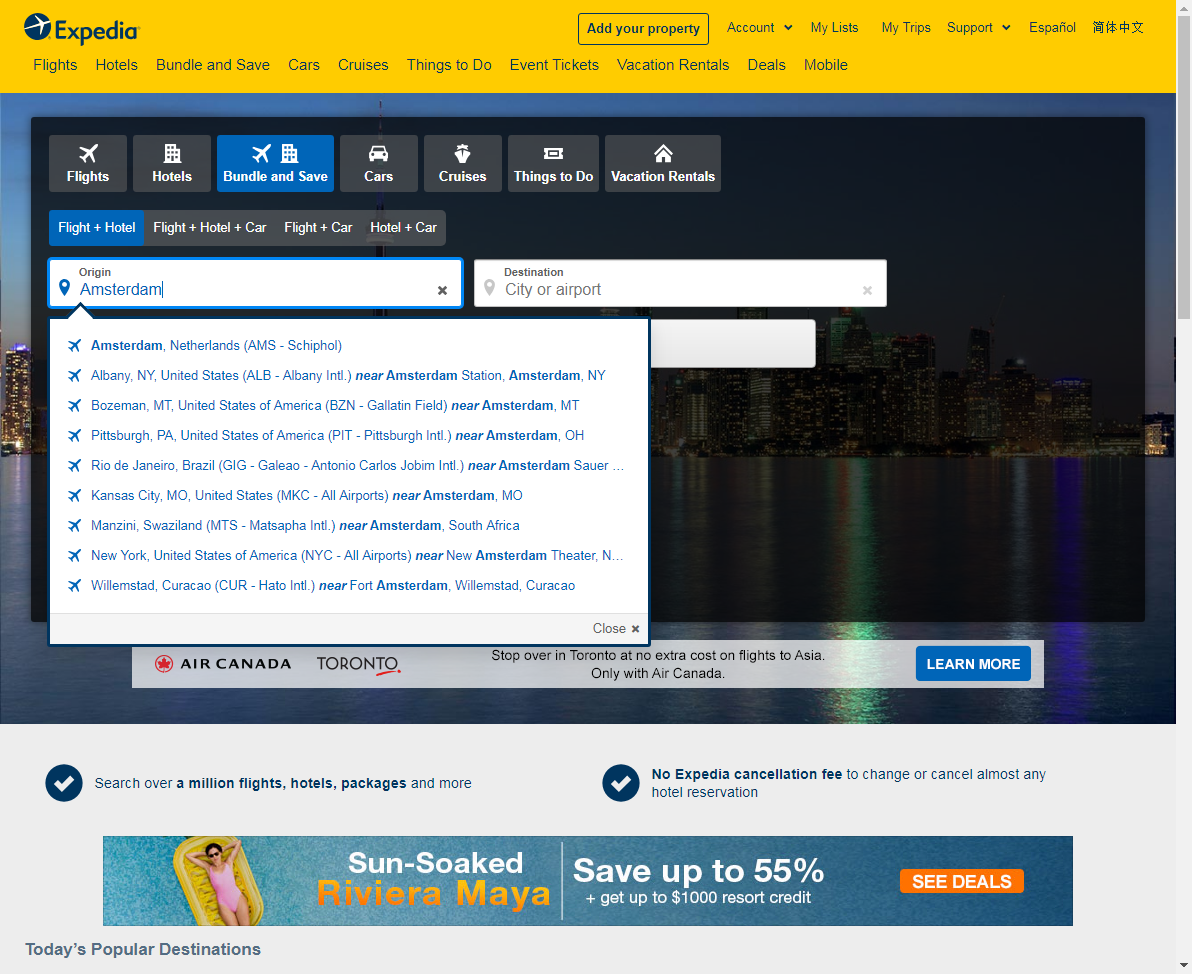 Expedia
Add your property
Account
My Lists
My Trips
Support
Español
简体中文
Flights
Hotels
Bundle and Save
Cars
Cruises
Things to Do
Event Tickets
Vacation Rentals
Deals
Mobile
Flights
Hotels
Bundle and Save
Cars
Cruises
Things to Do
Vacation Rentals
Flight + Hotel
Flight + Hotel + Car
Flight + Car
Hotel + Car
Origin
Amsterdam
Destination
City or airport
Amsterdam, Netherlands (AMS - Schiphol)
Albany, NY, United States (ALB - Albany Intl.) near Amsterdam Station, Amsterdam, NY
Bozeman, MT, United States of America (BZN - Gallatin Field) near Amsterdam, MT
Pittsburgh, PA, United States of America (PIT - Pittsburgh Intl.) near Amsterdam, OH
Rio de Janeiro, Brazil (GIG - Galeao - Antonio Carlos Jobim Intl.) near Amsterdam Sauer ...
Kansas City, MO, United States (MKC - All Airports) near Amsterdam, MO
Manzini, Swaziland (MTS - Matsapha Intl.) near Amsterdam, South Africa
New York, United States of America (NYC - All Airports) near New Amsterdam Theater, N...
Willemstad, Curacao (CUR - Hato Intl.) near Fort Amsterdam, Willemstad, Curacao
Close
AIR CANADA
TORONTO
Stop over in Toronto at no extra cost on flights to Asia.
Only with Air Canada.
LEARN MORE
Search over a million flights, hotels, packages and more
No Expedia cancellation fee to change or cancel almost any
hotel reservation
Sun-Soaked
Riviera Maya
Save up to 55%
+ get up to $1000 resort credit
SEE DEALS
Today's Popular Destinations